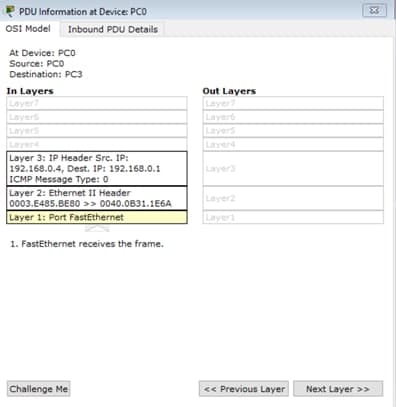 PDU Information at Device: PC0
OSI Model
Inbound PDU Details
At Device: PC0
Source: PC0
Destination: PC3
In Layers
Out Layers
Layer7
Layer7
Layer6
Layer6
Layer5
Layer5
Layer4
Layer4
Layer 3: IP Header Src. IP:
192.168.0.4, Dest. IP: 192.168.0.1
ICMP Message Type: 0
Layer3
Layer 2: Ethernet II Header
0003.E485.BE80 >> 0040.0B31.1E6A
Layer2
Layer 1: Port FastEthernet
Layer1
1. FastEthernet receives the frame.
Challenge Me
<< Previous Layer
Next Layer >>